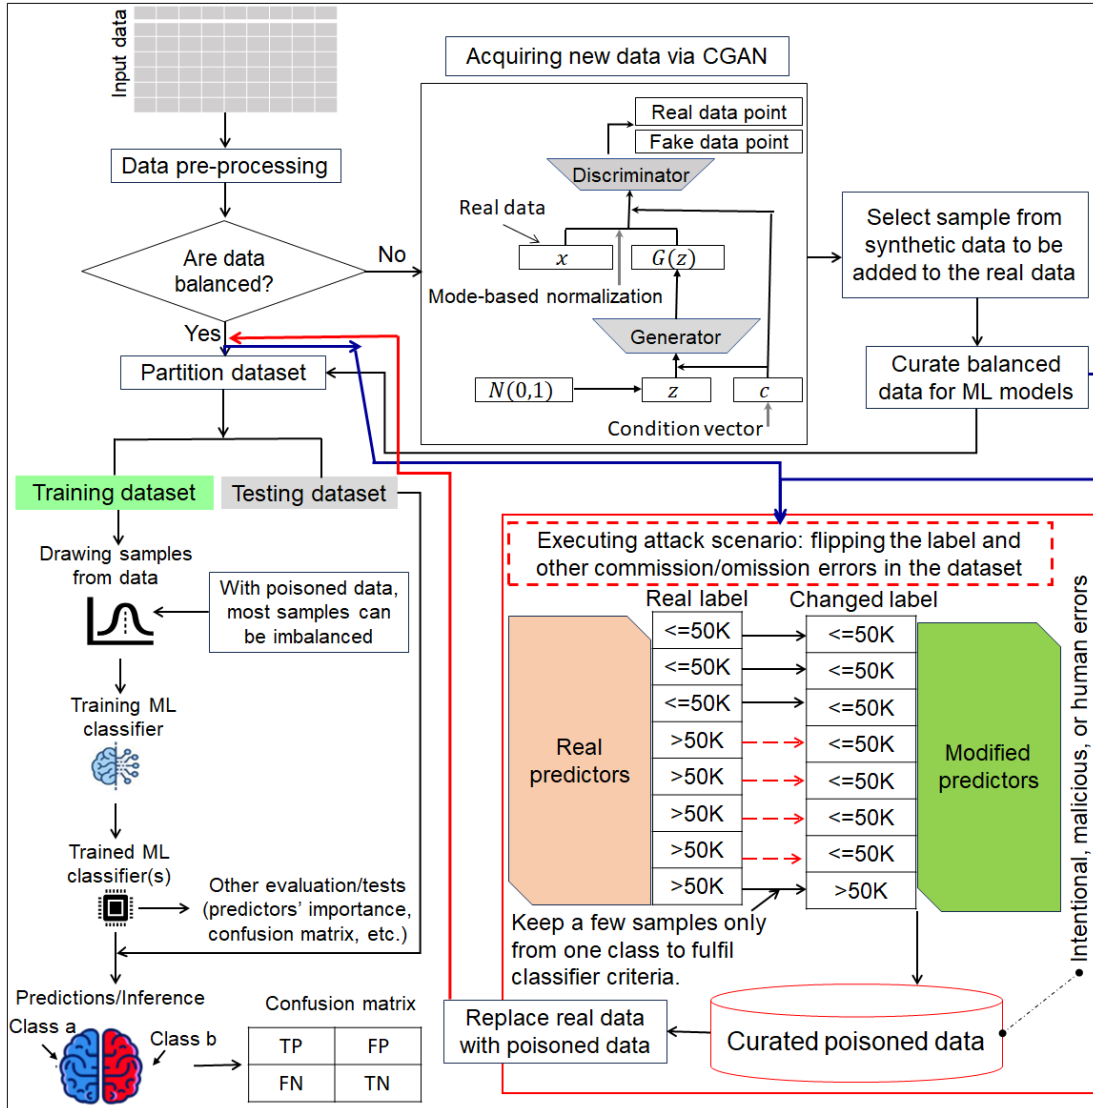 Input data
Data pre-processing
Are data
balanced?
No
Yes
Partition dataset
Acquiring new data via CGAN
Real data point
Fake data point
Discriminator
Real data
x
G(z)
Mode-based normalization
Generator
N(0,1)
z
c
Condition vector
Select sample from
synthetic data to be
added to the real data
Curate balanced
data for ML models
Training dataset
Testing dataset
Drawing samples
from data
With poisoned data,
most samples can
be imbalanced
Training ML
classifier
Trained ML
classifier(s)
Other evaluation/tests
(predictors' importance,
confusion matrix, etc.)
Predictions/Inference
Class a
Class b
Confusion matrix
TP FP
FN TN
Executing attack scenario: flipping the label and
other commission/omission errors in the dataset
Real label Changed label
<=50K <=50K
<=50K <=50K
<=50K <=50K
>50K <=50K
>50K <=50K
>50K <=50K
>50K <=50K
>50K >50K
Real
predictors
Modified
predictors
Keep a few samples only
from one class to fulfil
classifier criteria.
Intentional, malicious, or human errors
Curated poisoned data
Replace real data
with poisoned data